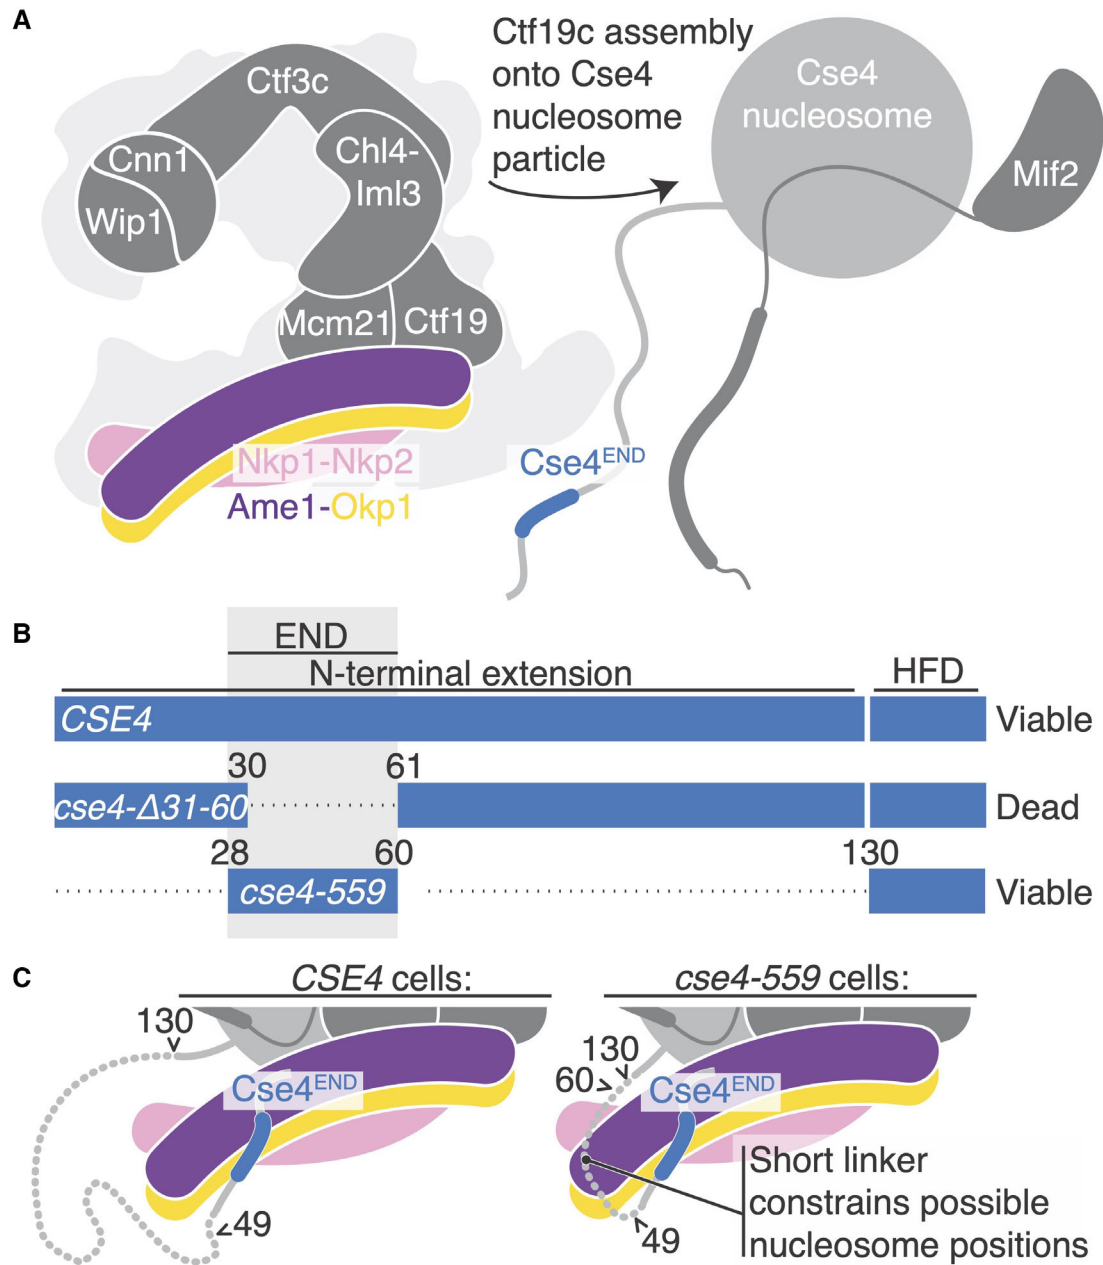 A
Ctf3c
Cnn1
Wip1
Chl4-
Iml3
Mcm21
Ctf19
Nkp1-Nkp2
Ame1-Okp1
Ctf19c assembly
onto Cse4
nucleosome
particle
Cse4
nucleosome
Mif2
Cse4END
B
END
N-terminal extension
HFD
CSE4
Viable
30
61
cse4-Δ31-60
Dead
28
60
130
cse4-559
Viable
C
CSE4 cells:
130
Cse4END
49
cse4-559 cells:
130
60
Cse4END
49
Short linker
constrains possible
nucleosome positions